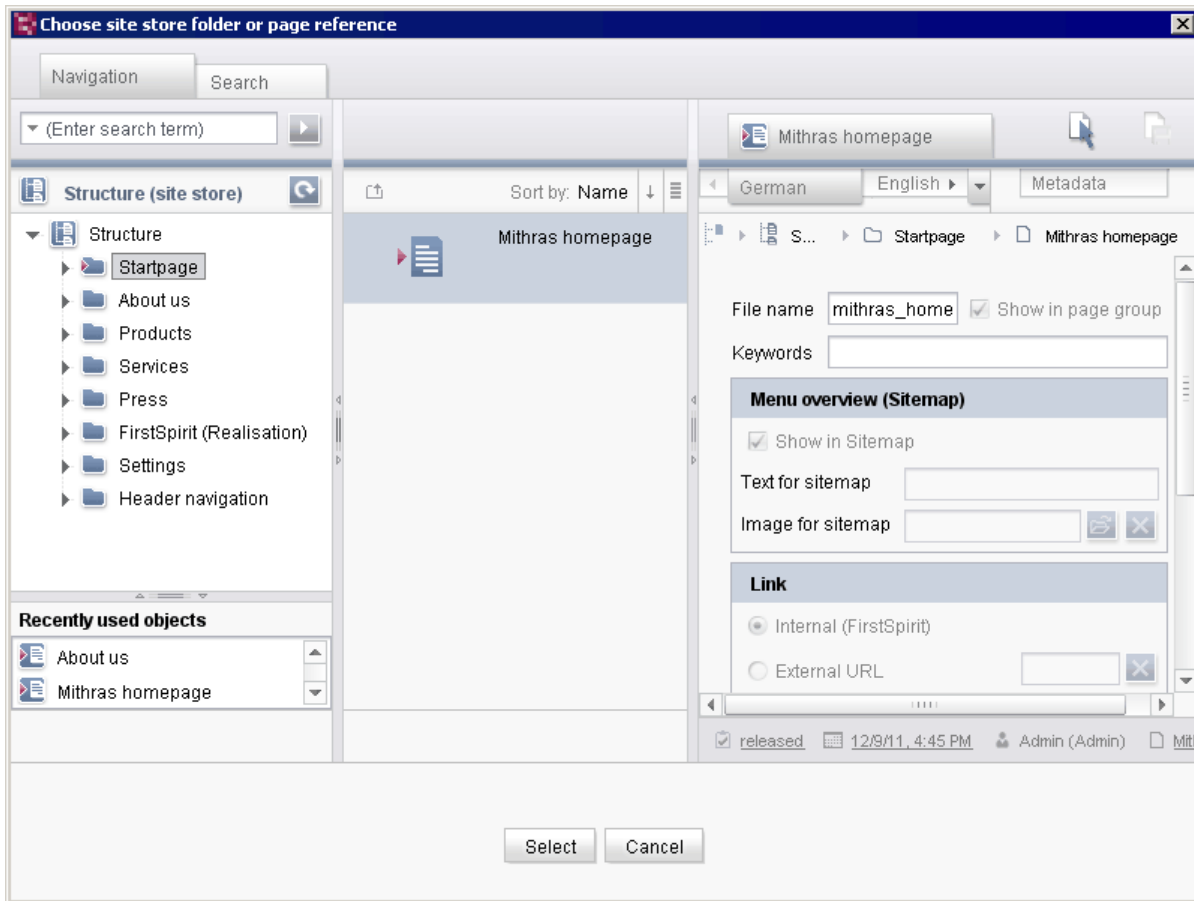 Choose site store folder or page reference
Navigation
Search
(Enter search term)
Structure (site store)
Structure
Startpage
About us
Products
Services
Press
FirstSpirit (Realisation)
Settings
Header navigation
Recently used objects
About us
Mithras homepage
Sort by: Name
Mithras homepage
Mithras homepage
German
English
Metadata
S... Startpage Mithras homepage
File name mithras_home Show in page group
Keywords
Menu overview (Sitemap)
Show in Sitemap
Text for sitemap
Image for sitemap
Link
Internal (FirstSpirit)
External URL
released 12/9/11, 4:45 PM Admin (Admin) Mit
Select
Cancel